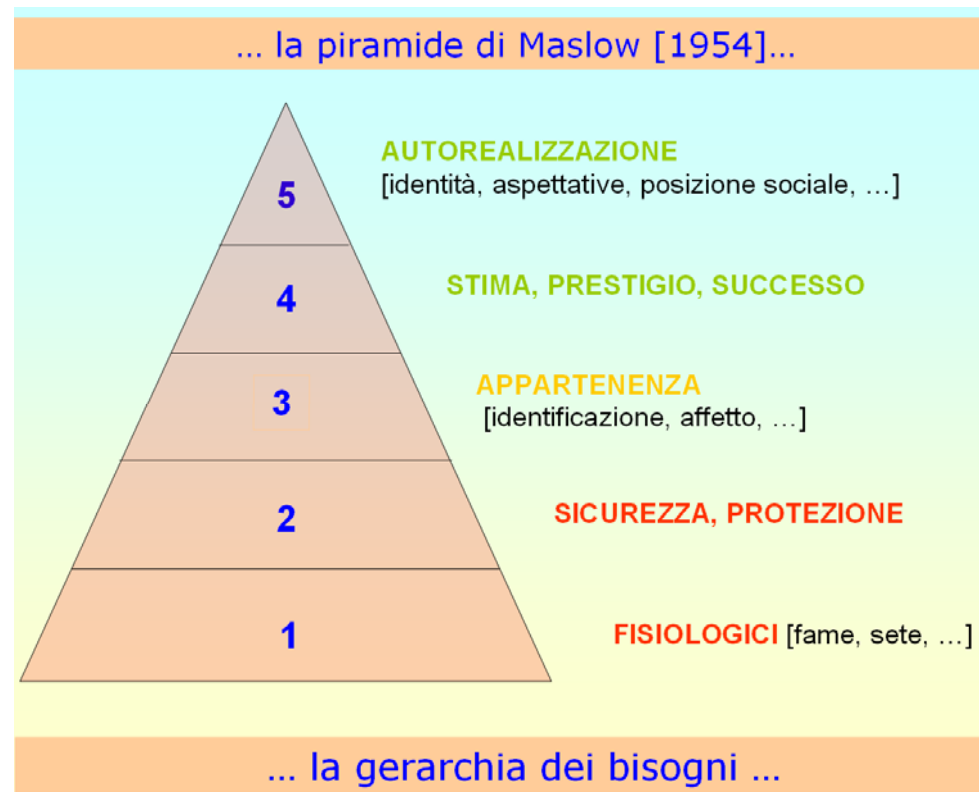 ... la piramide di Maslow [1954]...
AUTOREALIZZAZIONE
[identità, aspettative, posizione sociale, ...]
5
4
STIMA, PRESTIGIO, SUCCESSO
APPARTENENZA
3
[identificazione, affetto, ...]
2
SICUREZZA, PROTEZIONE
1
FISIOLOGICI [fame, sete, ...]
... la gerarchia dei bisogni ...